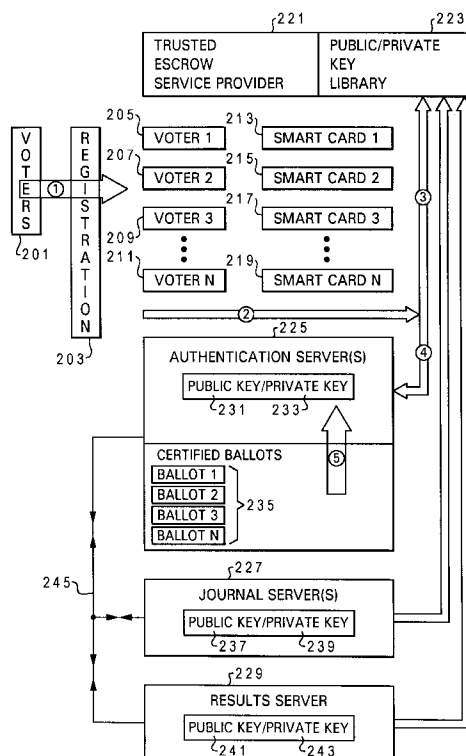 221
223
TRUSTED
ESCROW
SERVICE PROVIDER
PUBLIC/PRIVATE
KEY
LIBRARY
205
VOTER 1
213
SMART CARD 1
207
VOTER 2
215
SMART CARD 2
VOTERS
1
REGISTRATION
217
3
VOTER 3
SMART CARD 3
209
201
211
VOTER N
219
SMART CARD N
2
203
225
4
AUTHENTICATION SERVER(S)
PUBLIC KEY/PRIVATE KEY
231
233
5
CERTIFIED BALLOTS
BALLOT 1
BALLOT 2
BALLOT 3
BALLOT N
235
245
227
JOURNAL SERVER(S)
PUBLIC KEY/PRIVATE KEY
237
239
229
RESULTS SERVER
PUBLIC KEY/PRIVATE KEY
241
243